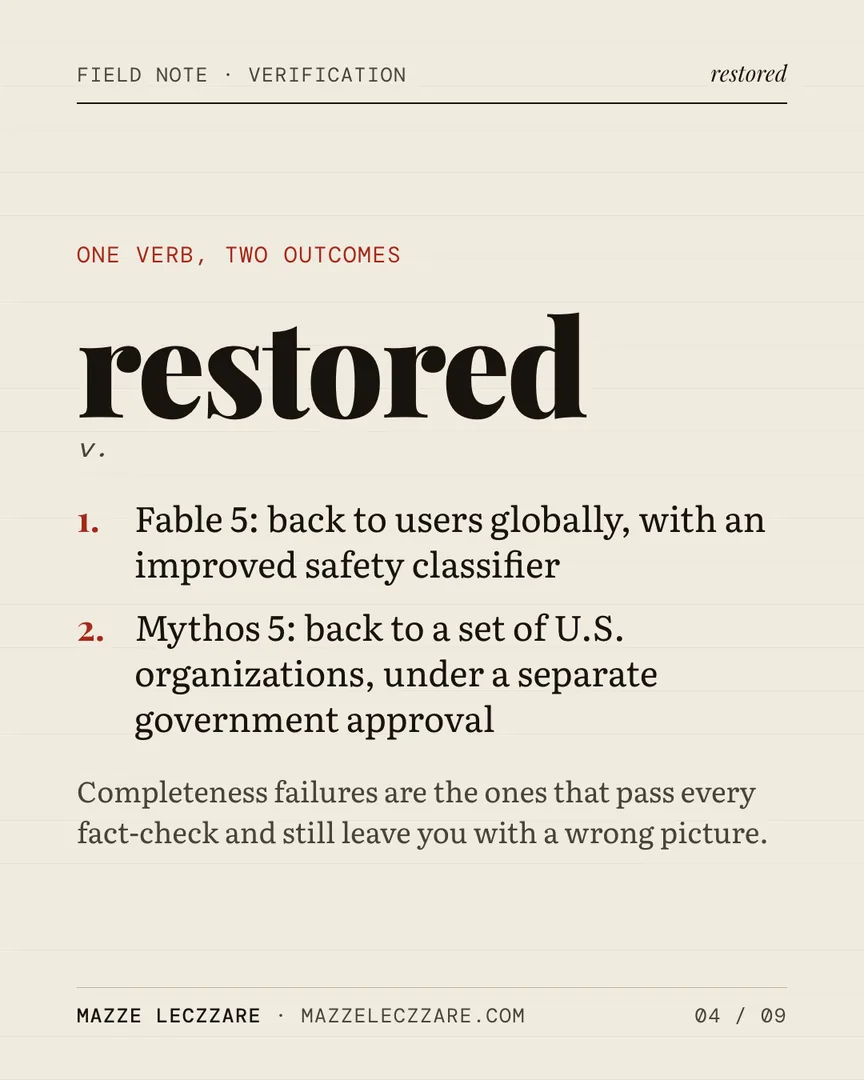 FIELD NOTE · VERIFICATION restored
ONE VERB, TWO OUTCOMES
restored
v.
1. Fable 5: back to users globally, with an
improved safety classifier
2. Mythos 5: back to a set of U.S.
organizations, under a separate
government approval
Completeness failures are the ones that pass every
fact-check and still leave you with a wrong picture.
MAZZE LECZZARE · MAZZELECZZARE.COM 04 / 09